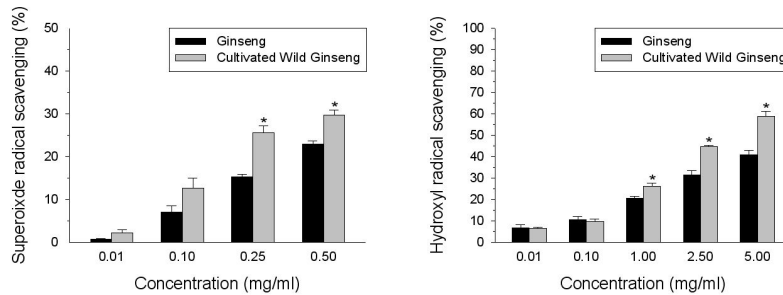 Superoixde radical scavenging (%)
50
40
30
20
10
0
Ginseng
Cultivated Wild Ginseng
*
*
0.01 0.10 0.25 0.50
Concentration (mg/ml)
Hydroxyl radical scavenging (%)
100
90
80
70
60
50
40
30
20
10
0
Ginseng
Cultivated Wild Ginseng
*
*
*
0.01 0.10 1.00 2.50 5.00
Concentration (mg/ml)